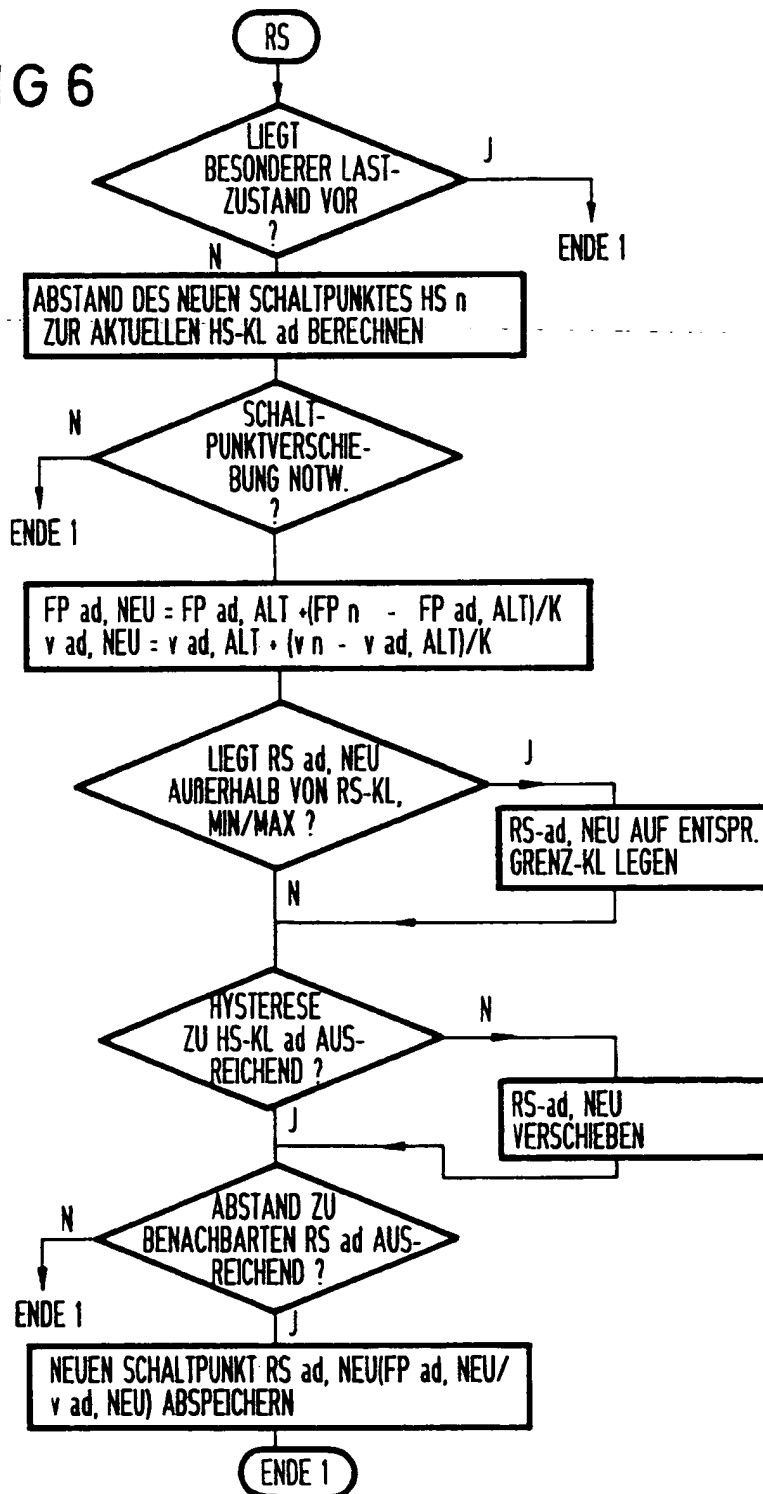 RS
IG 6
LIEGT
BESONDERER LAST-
ZUSTAND VOR
?
J
ENDE 1
N
ABSTAND DES NEUEN SCHALTPUNKTES HS n
ZUR AKTUELLEN HS-KL ad BERECHNEN
N
SCHALT-
PUNKTVERSCHIE-
BUNG NOTW.
?
ENDE 1
FP ad, NEU = FP ad, ALT +(FP n - FP ad, ALT)/K
v ad, NEU = v ad, ALT + (v n - v ad, ALT)/K
LIEGT RS ad, NEU
AUßERHALB VON RS-KL,
MIN/MAX ?
J
RS-ad, NEU AUF ENTSPR.
GRENZ-KL LEGEN
N
HYSTERESE
ZU HS-KL ad AUS-
REICHEND ?
N
RS-ad, NEU
VERSCHIEBEN
J
N
ABSTAND ZU
BENACHBARTEN RS ad AUS-
REICHEND ?
ENDE 1
J
NEUEN SCHALTPUNKT RS ad, NEU(FP ad, NEU/
v ad, NEU) ABSPEICHERN
ENDE 1